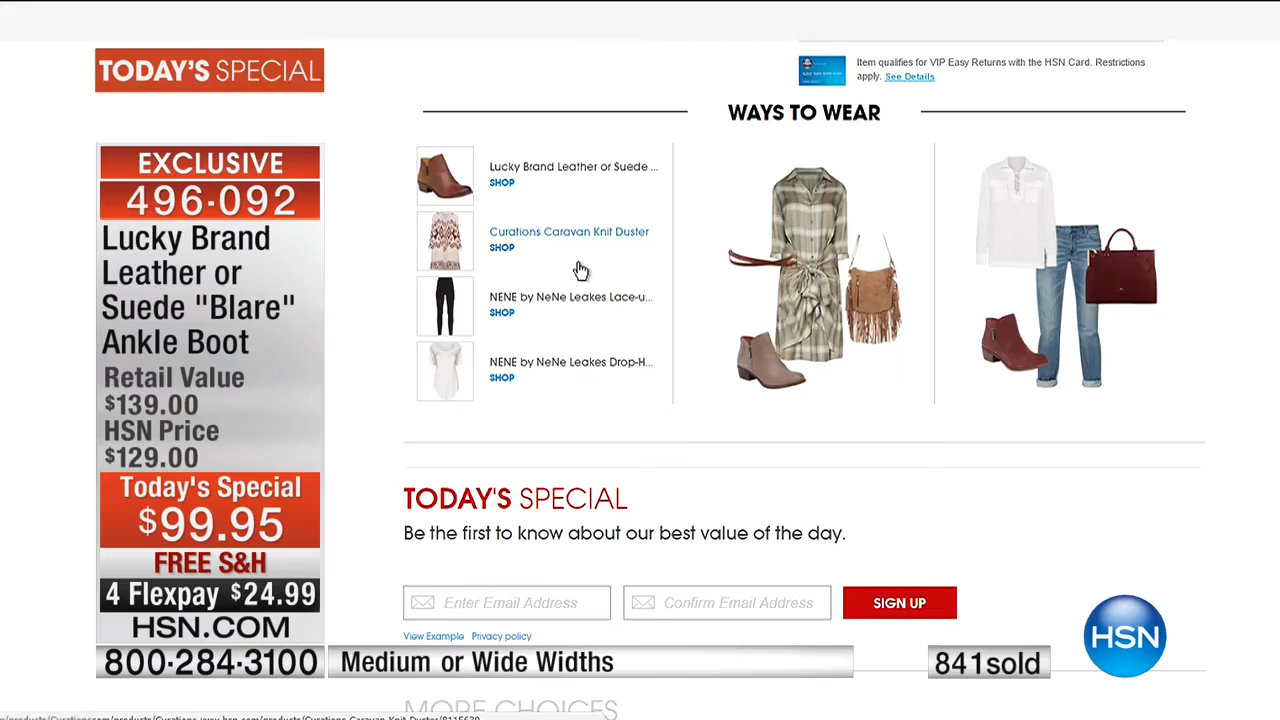 TODAY'S SPECIAL
Item qualifies for VIP Easy Returns with the HSN Card. Restrictions
apply. See Details
WAYS TO WEAR
EXCLUSIVE
496-092
Lucky Brand
Leather or
Suede "Blare"
Ankle Boot
Retail Value
$139.00
HSN Price
$129.00
Today's Special
$99.95
FREE S&H
4 Flexpay $24.99
HSN.COM
800-284-3100
Lucky Brand Leather or Suede ...
SHOP
Curations Caravan Knit Duster
SHOP
NENE by NeNe Leakes Lace-u...
SHOP
NENE by NeNe Leakes Drop-H...
SHOP
TODAY'S SPECIAL
Be the first to know about our best value of the day.
Enter Email Address
Confirm Email Address
SIGN UP
View Example Privacy policy
HSN
Medium or Wide Widths
841sold
MORE CHOICES